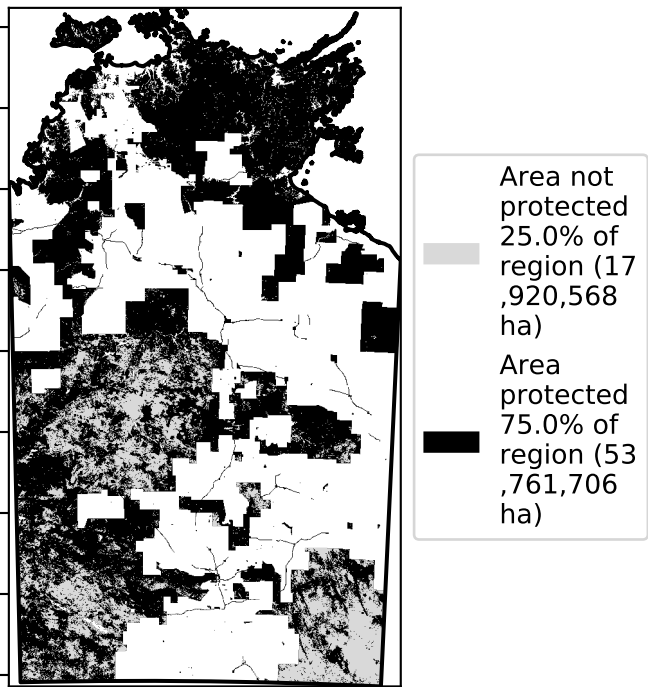 Area not
protected
25.0% of
region (17
,920,568
ha)
Area
protected
75.0% of
region (53
,761,706
ha)